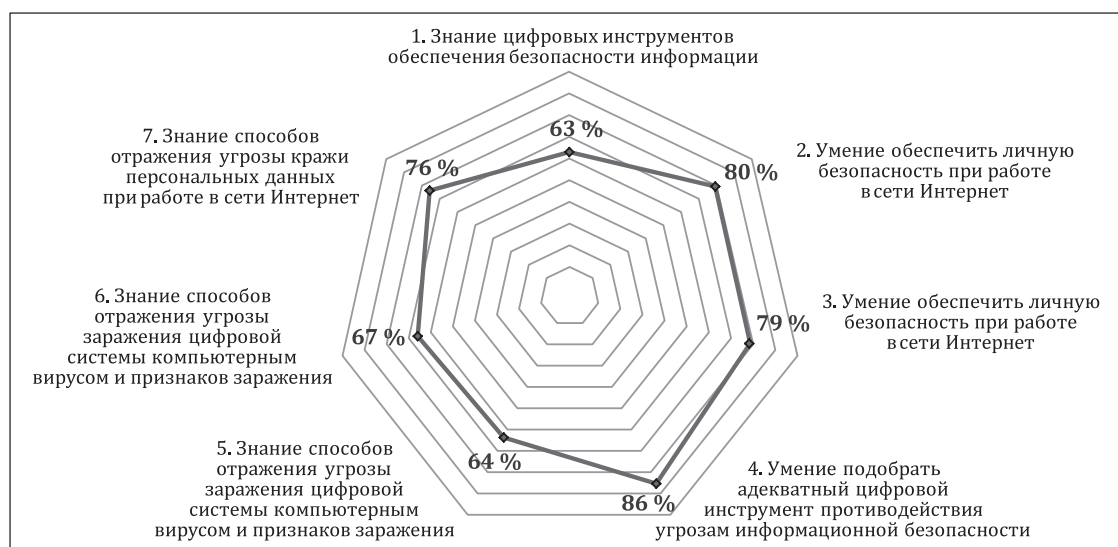 1. Знание цифровых инструментов
обеспечения безопасности информации
63 %
2. Умение обеспечить личную
безопасность при работе
в сети Интернет
80 %
3. Умение обеспечить личную
безопасность при работе
в сети Интернет
79 %
4. Умение подобрать
адекватный цифровой
инструмент противодействия
угрозам информационной безопасности
86 %
5. Знание способов
отражения угрозы
заражения цифровой
системы компьютерным
вирусом и признаков заражения
64 %
6. Знание способов
отражения угрозы
заражения цифровой
системы компьютерным
вирусом и признаков заражения
67 %
7. Знание способов
отражения угрозы кражи
персональных данных
при работе в сети Интернет
76 %